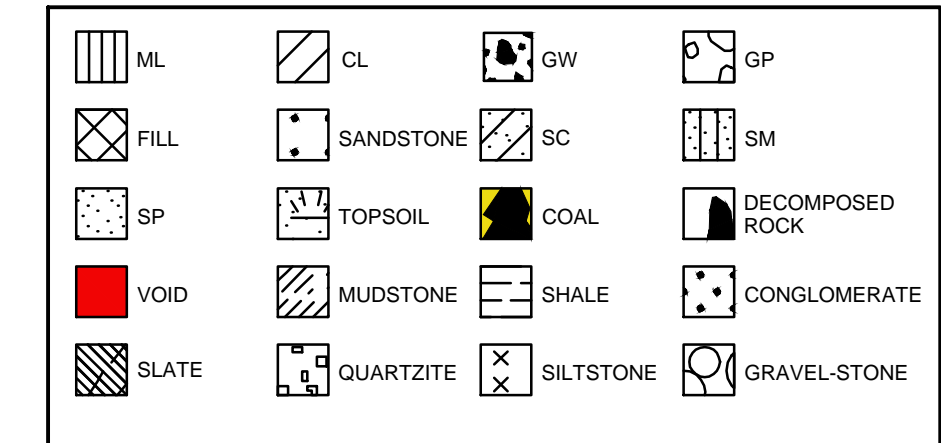 ML
CL
GW
GP
FILL
SANDSTONE
SC
SM
SP
TOPSOIL
COAL
DECOMPOSED
ROCK
VOID
MUDSTONE
SHALE
CONGLOMERATE
SLATE
QUARTZITE
SILTSTONE
GRAVEL-STONE